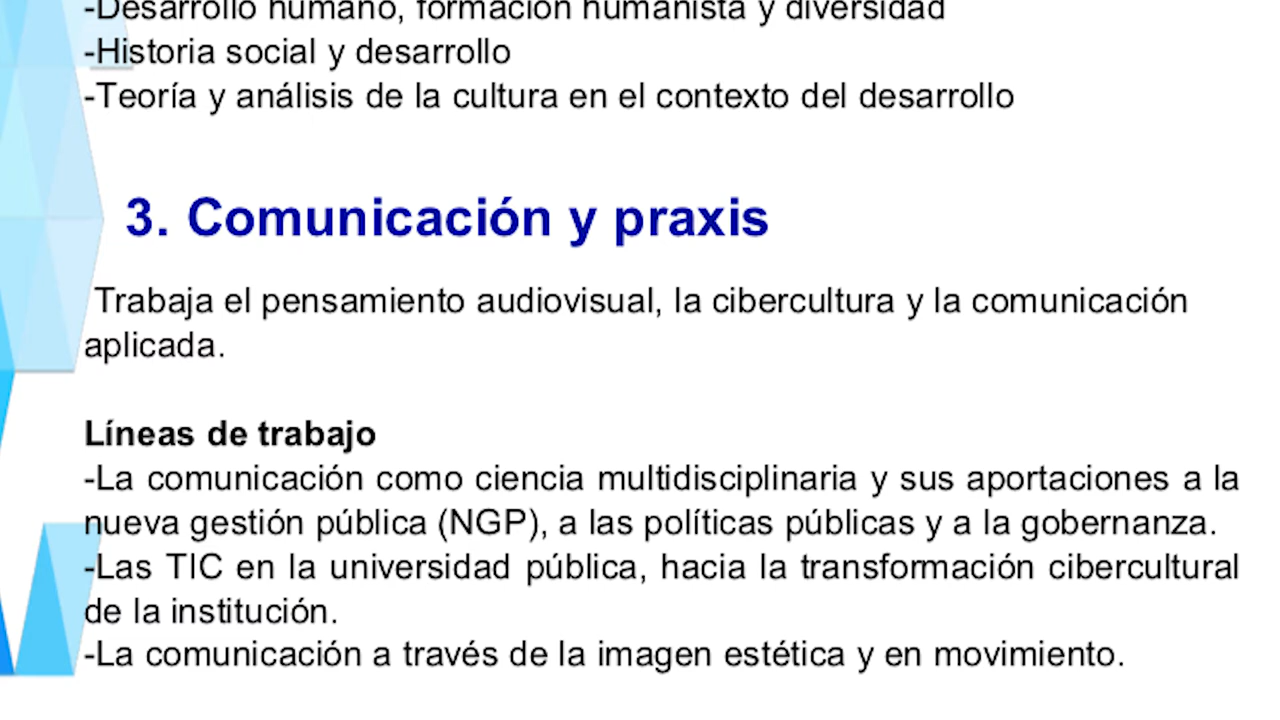 -Desarrollo humano, formación humanista y diversidad
-Historia social y desarrollo
-Teoría y análisis de la cultura en el contexto del desarrollo
3. Comunicación y praxis
Trabaja el pensamiento audiovisual, la cibercultura y la comunicación
aplicada.
Líneas de trabajo
-La comunicación como ciencia multidisciplinaria y sus aportaciones a la
nueva gestión pública (NGP), a las políticas públicas y a la gobernanza.
-Las TIC en la universidad pública, hacia la transformación cibercultural
de la institución.
-La comunicación a través de la imagen estética y en movimiento.